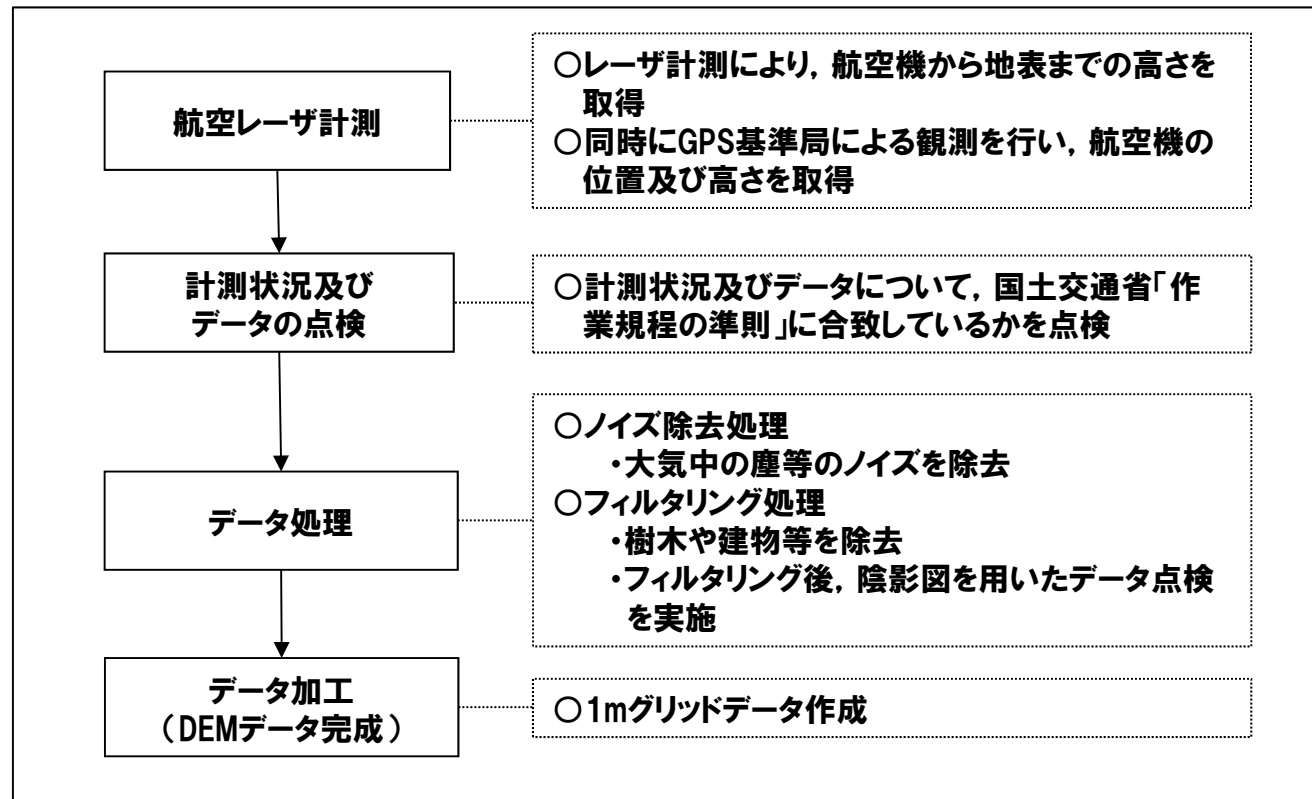 航空レーザ計測
○レーザ計測により，航空機から地表までの高さを
取得
○同時にGPS基準局による観測を行い，航空機の
位置及び高さを取得
計測状況及び
データの点検
○計測状況及びデータについて，国土交通省「作
業規程の準則」に合致しているかを点検
データ処理
○ノイズ除去処理
・大気中の塵等のノイズを除去
○フィルタリング処理
・樹木や建物等を除去
・フィルタリング後，陰影図を用いたデータ点検
を実施
データ加工
（DEMデータ完成）
○1mグリッドデータ作成